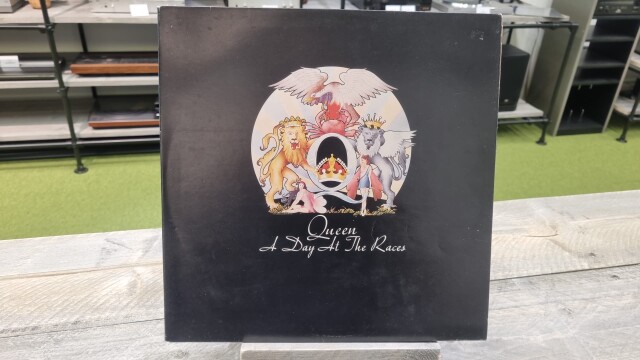 Queen
A Day At The Races